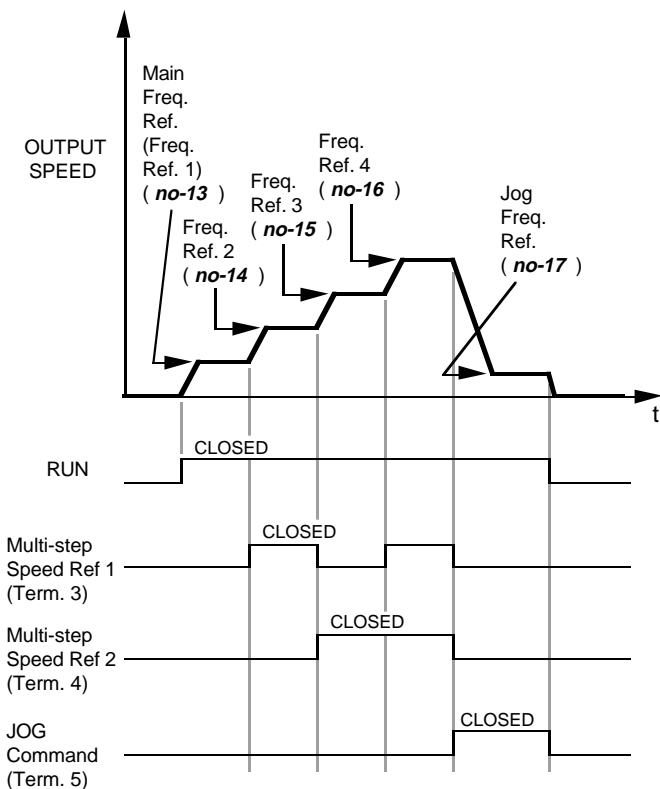 OUTPUT
SPEED
Main
Freq.
Ref.
(Freq.
Ref. 1)
( no-13 )
Freq.
Ref. 2
( no-14 )
Freq.
Ref. 3
( no-15 )
Freq.
Ref. 4
( no-16 )
Jog
Freq.
Ref.
( no-17 )
t
RUN
CLOSED
Multi-step
Speed Ref 1
(Term. 3)
CLOSED
Multi-step
Speed Ref 2
(Term. 4)
CLOSED
JOG
Command
(Term. 5)
CLOSED